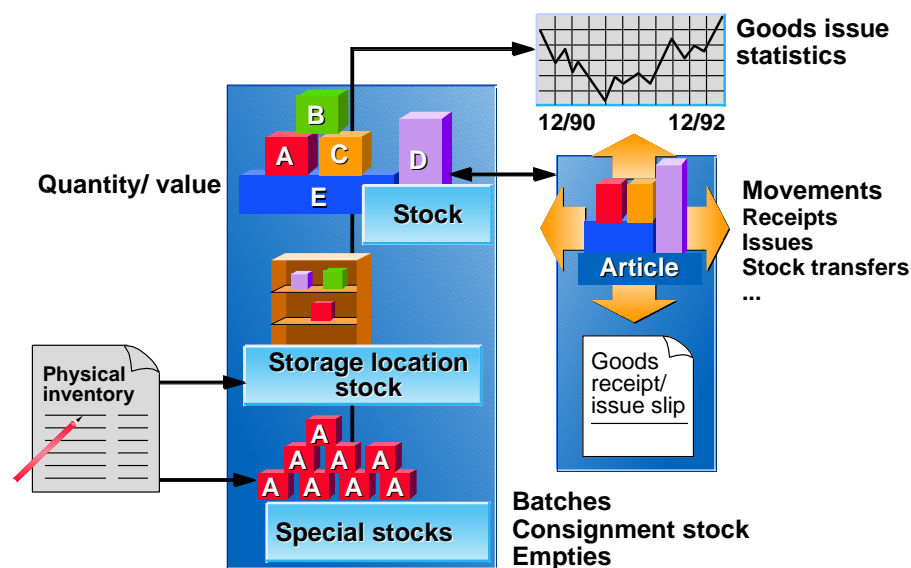 Goods issue
statistics
12/90 12/92
B
A C D
E
Quantity/ value
Stock
Movements
Receipts
Issues
Stock transfers
...
Article
Storage location
stock
Physical
inventory
Goods
receipt/
issue slip
A
A A A
A A A A
Special stocks
Batches
Consignment stock
Empties